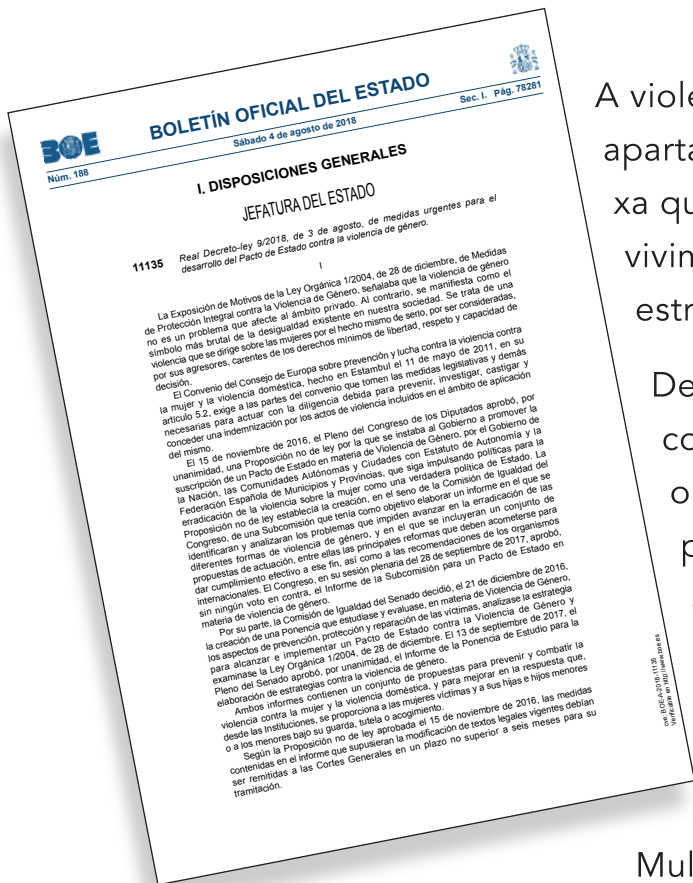 BOE
BOLETÍN OFICIAL DEL ESTADO
Núm. 188
Sábado 4 de agosto de 2018
Sec. I. Pág. 78281
I. DISPOSICIONES GENERALES
JEFATURA DEL ESTADO
11135
Real Decreto-ley 9/2018, de 3 de agosto, de medidas urgentes para el
desarrollo del Pacto de Estado contra la violencia de género.
I
La Exposición de Motivos de la Ley Orgánica 1/2004, de 28 de diciembre, de Medidas
de Protección Integral contra la Violencia de Género, señalaba que la violencia de género
no es un problema que afecte al ámbito privado. Al contrario, se manifiesta como el
símbolo más brutal de la desigualdad existente en nuestra sociedad. Se trata de una
violencia que se dirige sobre las mujeres por el hecho mismo de serlo, por ser consideradas,
por sus agresores, carentes de los derechos mínimos de libertad, respeto y capacidad de
decisión.
El Convenio del Consejo de Europa sobre prevención y lucha contra la violencia contra
la mujer y la violencia doméstica, hecho en Estambul el 11 de mayo de 2011, en su
artículo 5.2, exige a las partes del convenio que tomen las medidas legislativas y demás
necesarias para actuar con la diligencia debida para prevenir, investigar, castigar y
conceder una indemnización por los actos de violencia incluidos en el ámbito de aplicación
del mismo.
El 15 de noviembre de 2016, el Pleno del Congreso de los Diputados aprobó, por
unanimidad, una Proposición no de ley por la que se instaba al Gobierno a promover la
suscripción de un Pacto de Estado en materia de Violencia de Género, por el Gobierno de
la Nación, las Comunidades Autónomas y Ciudades con Estatuto de Autonomía y la
Federación Española de Municipios y Provincias, que siga impulsando políticas para la
erradicación de la violencia sobre la mujer como una verdadera política de Estado. La
Proposición no de ley establecía la creación, en el seno de la Comisión de Igualdad del
Congreso, de una Subcomisión que tenía como objetivo elaborar un informe en el que se
identificaran y analizaran los problemas que impiden avanzar en la erradicación de las
diferentes formas de violencia de género, y en el que se incluyeran un conjunto de
propuestas de actuación, entre ellas las principales reformas que deben acometerse para
dar cumplimiento efectivo a ese fin, así como a las recomendaciones de los organismos
internacionales. El Congreso, en su sesión plenaria del 28 de septiembre de 2017, aprobó,
sin ningún voto en contra, el Informe de la Subcomisión para un Pacto de Estado en
materia de violencia de género.
Por su parte, la Comisión de Igualdad del Senado decidió, el 21 de diciembre de 2016,
la creación de una Ponencia que estudiase y evaluase, en materia de Violencia de Género,
los aspectos de prevención, protección y reparación de las víctimas, analizase la estrategia
para alcanzar e implementar un Pacto de Estado contra la Violencia de Género y
examinase la Ley Orgánica 1/2004, de 28 de diciembre. El 13 de septiembre de 2017, el
Pleno del Senado aprobó, por unanimidad, el Informe de la Ponencia de Estudio para la
elaboración de estrategias contra la violencia de género.
Ambos informes contienen un conjunto de propuestas para prevenir y combatir la
violencia contra la mujer y la violencia doméstica, y para mejorar en la respuesta que,
desde las Instituciones, se proporciona a las mujeres víctimas y a sus hijas e hijos menores
o a los menores bajo su guarda, tutela o acogimiento.
Según la Proposición no de ley aprobada el 15 de noviembre de 2016, las medidas
contenidas en el informe que supusieran la modificación de textos legales vigentes debían
ser remitidas a las Cortes Generales en un plazo no superior a seis meses para su
tramitación.
cve: BOE-A-2018-11135
Verificable en http://www.boe.es
A viole
aparta
xa qu
vivim
estr
De
co
o
p
Mul